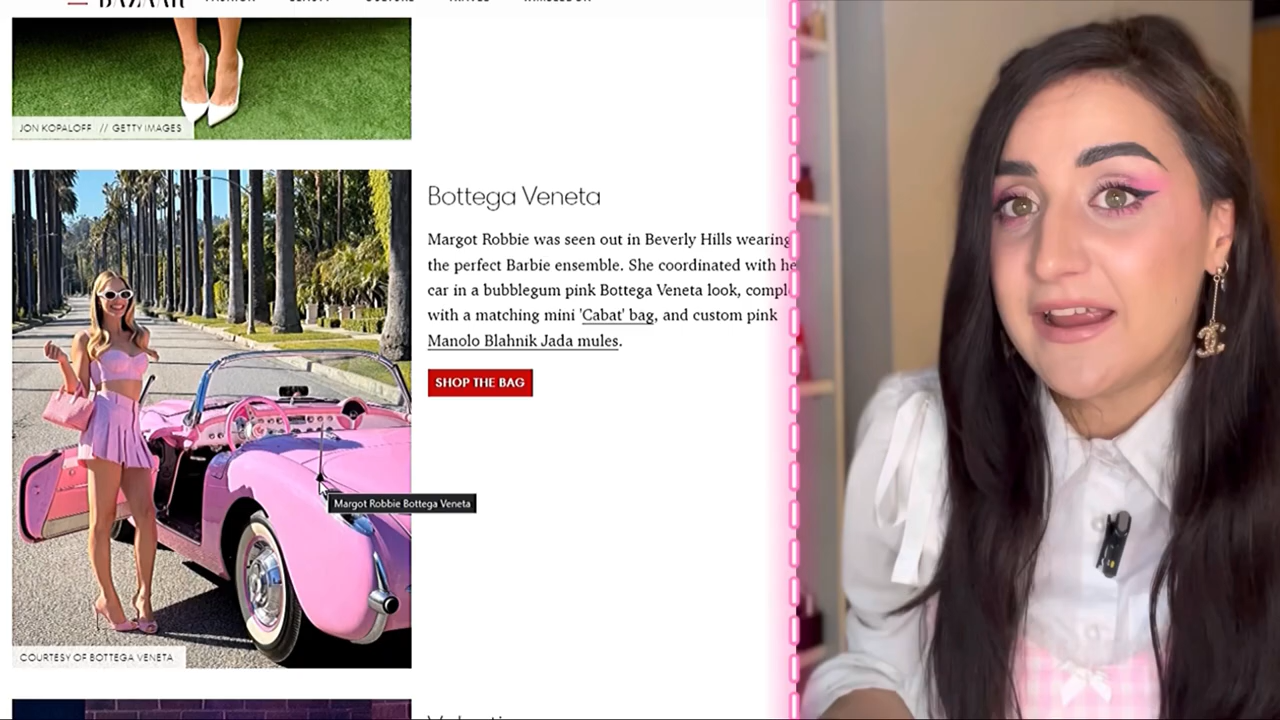 BAZAAR
JON KOPALOFF // GETTY IMAGES
Bottega Veneta
Margot Robbie was seen out in Beverly Hills wearing
the perfect Barbie ensemble. She coordinated with he
car in a bubblegum pink Bottega Veneta look, compl
with a matching mini 'Cabat' bag, and custom pink
Manolo Blahnik Jada mules.
SHOP THE BAG
Margot Robbie Bottega Veneta
COURTESY OF BOTTEGA VENETA